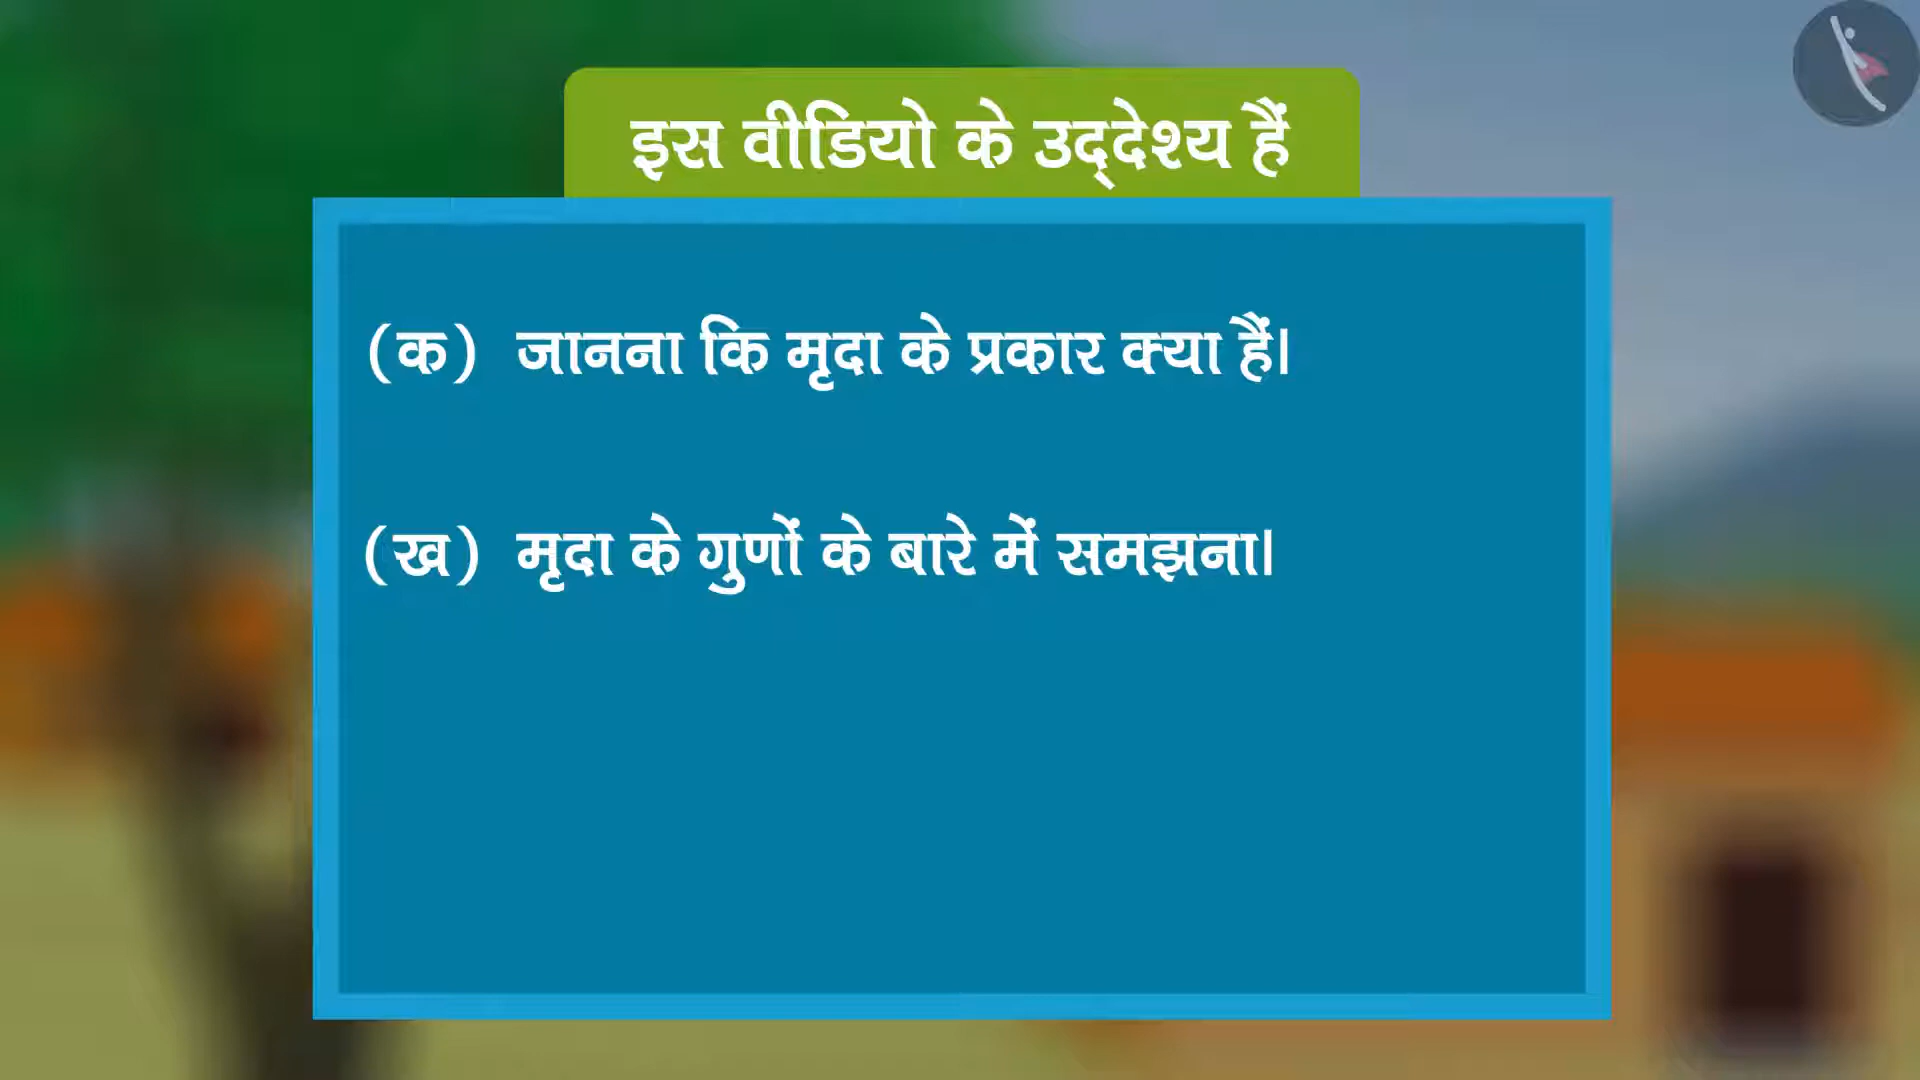 इस वीडियो के उद्‌देश्य हैं
(क) जानना कि मृदा के प्रकार क्या हैं।
(ख) मृदा के गुणों के बारे में समझना।